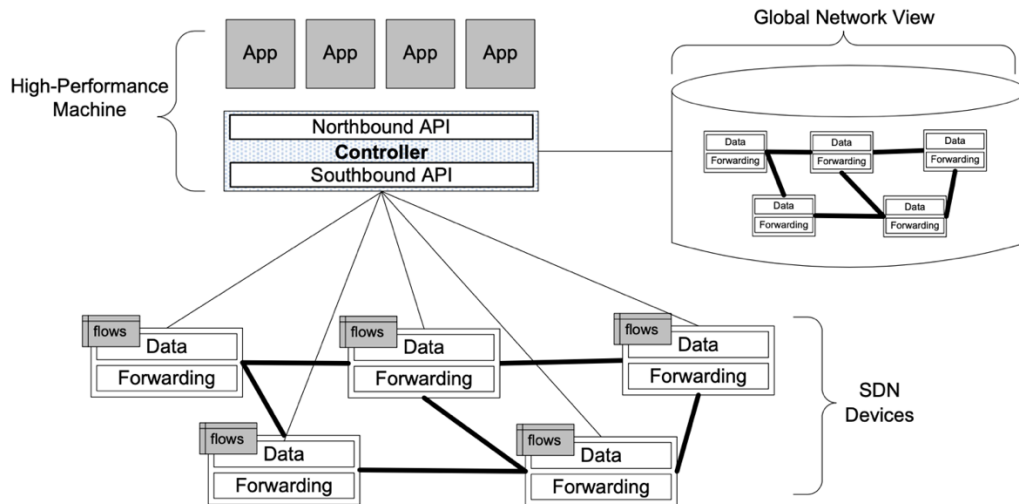 Global Network View
App App App App
High-Performance
Machine
Northbound API
Controller
Southbound API
Data Data Data
Forwarding Forwarding Forwarding
Data Data
Forwarding Forwarding
flows flows flows
Data Data Data
Forwarding Forwarding Forwarding
SDN
Devices
flows flows
Data Data
Forwarding Forwarding